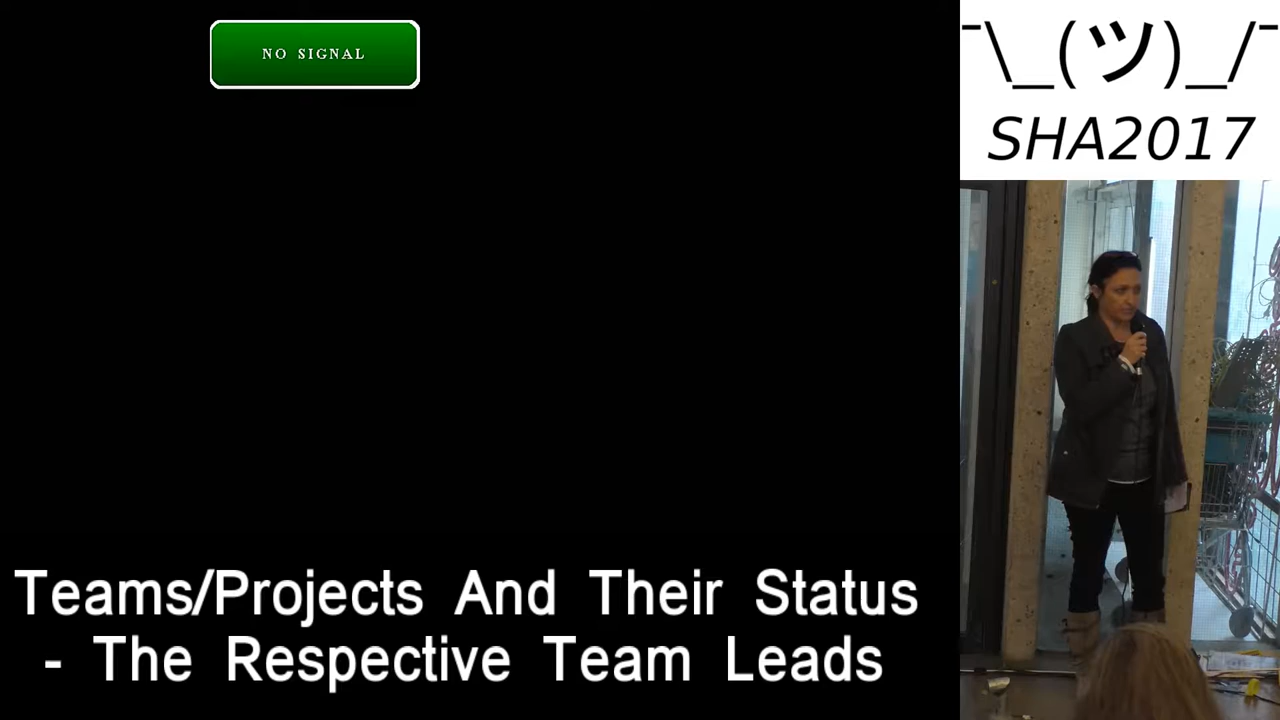 NO SIGNAL
¯\_(ツ)_/¯
SHA2017
Teams/Projects And Their Status
- The Respective Team Leads